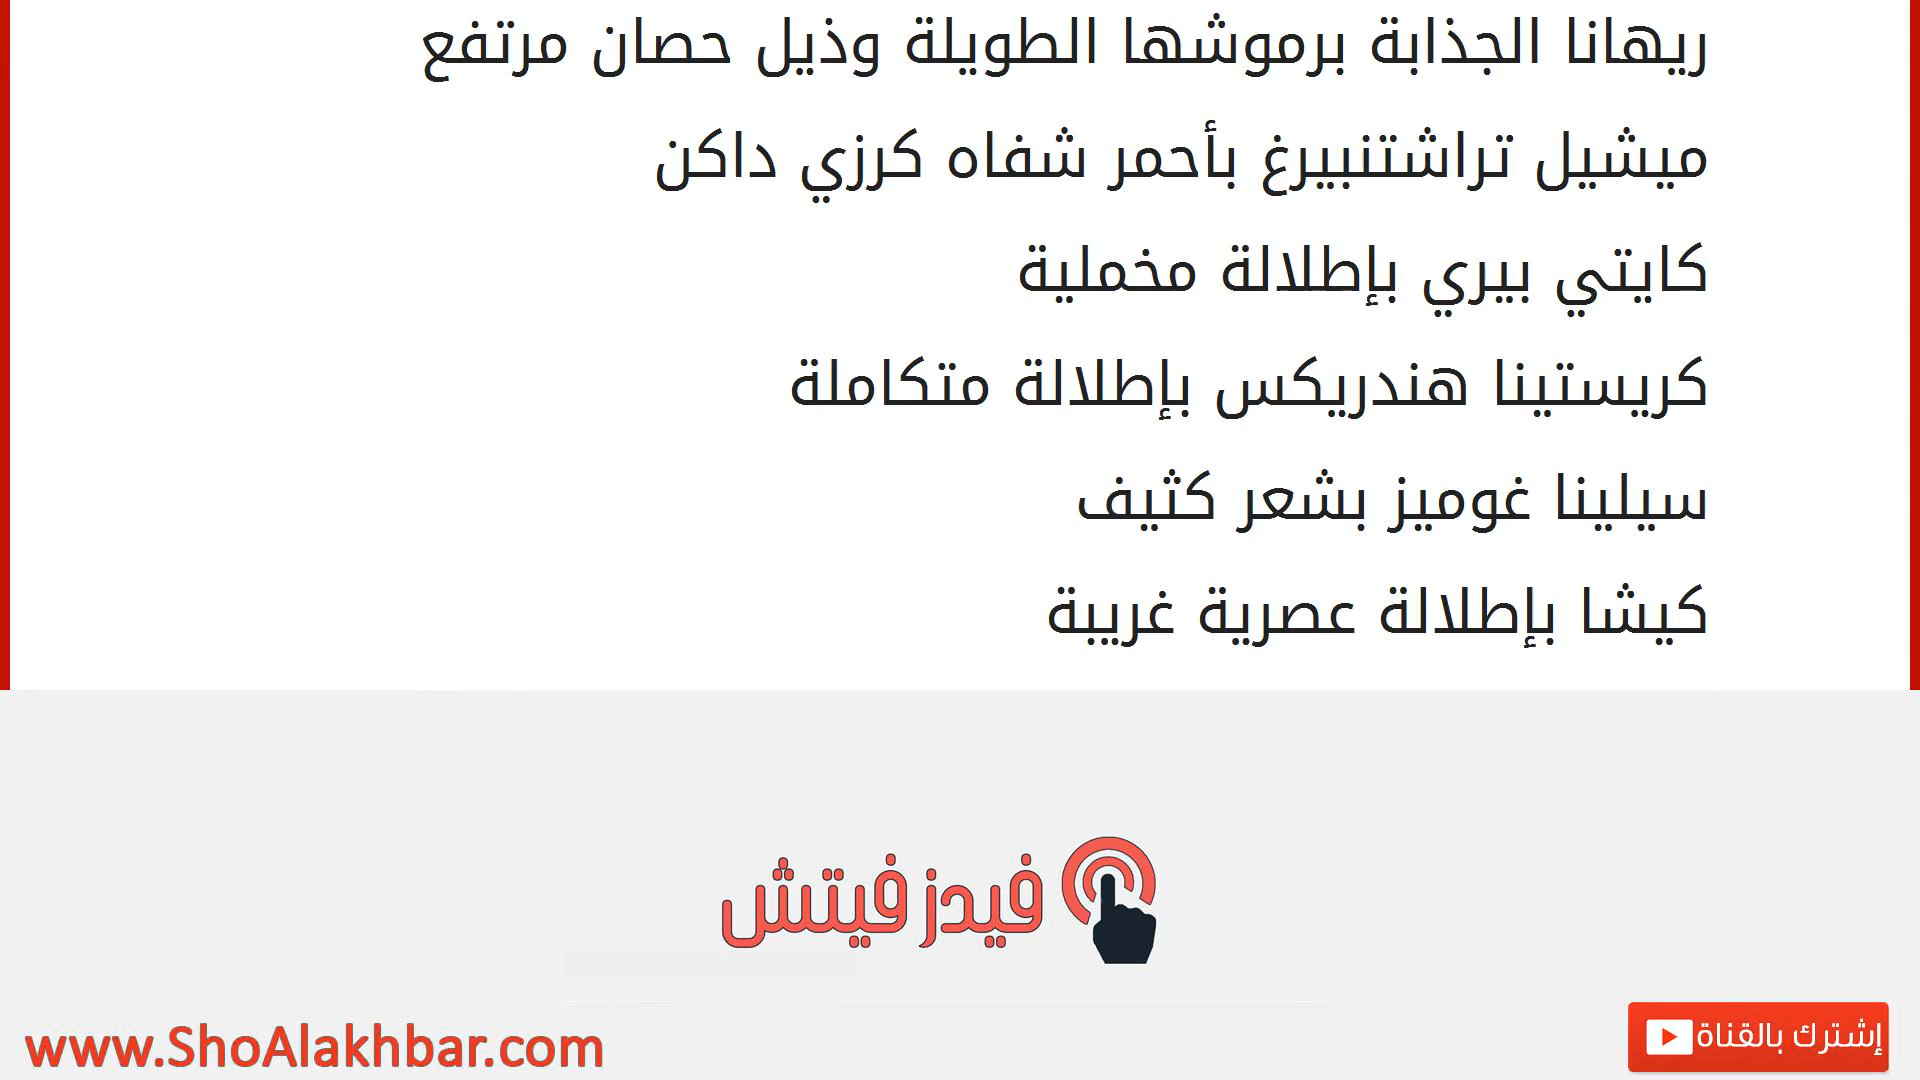 ريهانا الجذابة برموشها الطويلة وذيل حصان مرتفع
ميشيل تراشتنبيرغ بأحمر شفاه كرزي داكن
كايتي بيري بإطلالة مخملية
كريستينا هندريكس بإطلالة متكاملة
سيلينا غوميز بشعر كثيف
كيشا بإطلالة عصرية غريبة
فيدز فيتش
www.ShoAlakhbar.com
إشترك بالقناة